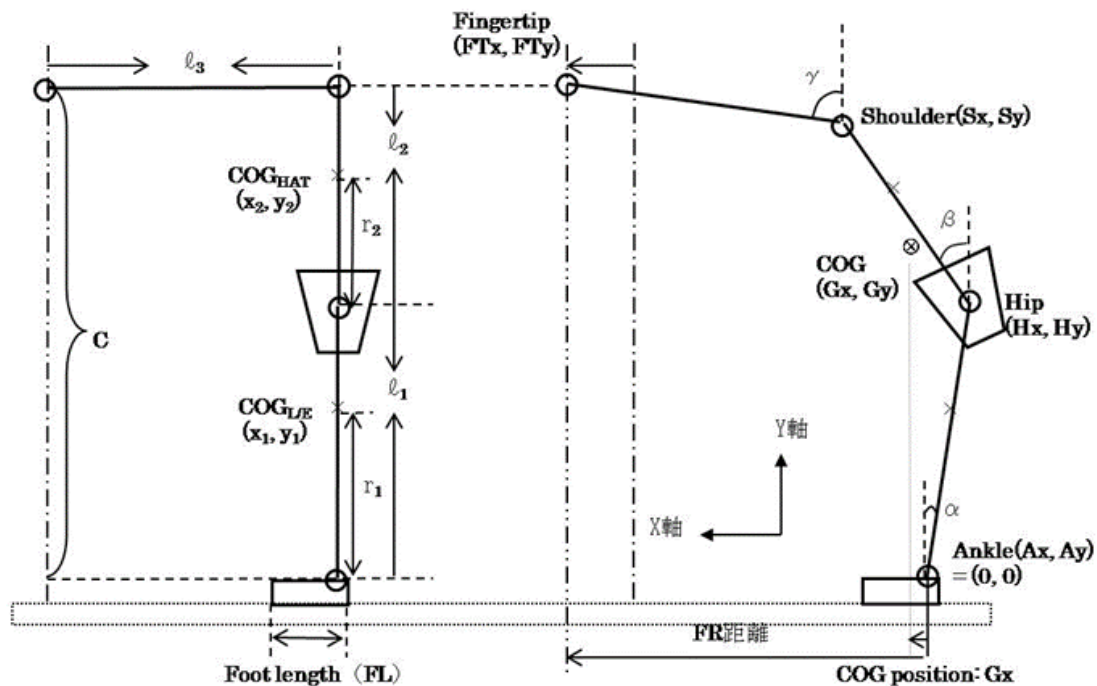 Fingertip
(FTx, FTy)
ℓ3
γ
Shoulder(Sx, Sy)
ℓ2
COGHAT
(x2, y2)
r2
β
COG
(Gx, Gy)
Hip
(Hx, Hy)
C
ℓ1
COGL/E
(x1, y1)
Y軸
r1
X軸
α
Ankle(Ax, Ay)
=(0, 0)
FR距離
Foot length (FL)
COG position: Gx